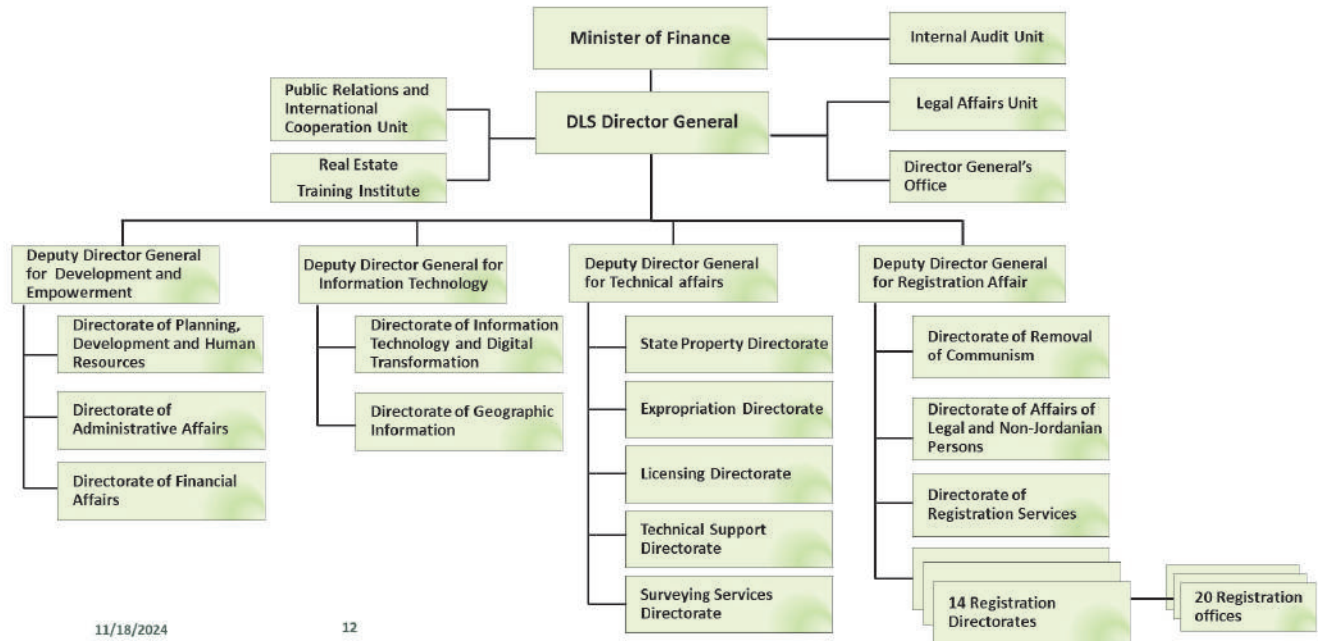 Minister of Finance
Internal Audit Unit
Public Relations and
International
Cooperation Unit
DLS Director General
Legal Affairs Unit
Real Estate
Training Institute
Director General's
Office
Deputy Director General
for Development and
Empowerment
Deputy Director General for
Information Technology
Deputy Director General
for Technical affairs
Deputy Director General
for Registration Affair
Directorate of Planning,
Development and Human
Resources
Directorate of
Administrative Affairs
Directorate of Financial
Affairs
Directorate of Information
Technology and Digital
Transformation
Directorate of Geographic
Information
State Property Directorate
Expropriation Directorate
Licensing Directorate
Technical Support
Directorate
Surveying Services
Directorate
Directorate of Removal
of Communism
Directorate of Affairs of
Legal and Non-Jordanian
Persons
Directorate of
Registration Services
14 Registration
Directorates
20 Registration
offices
11/18/2024
12